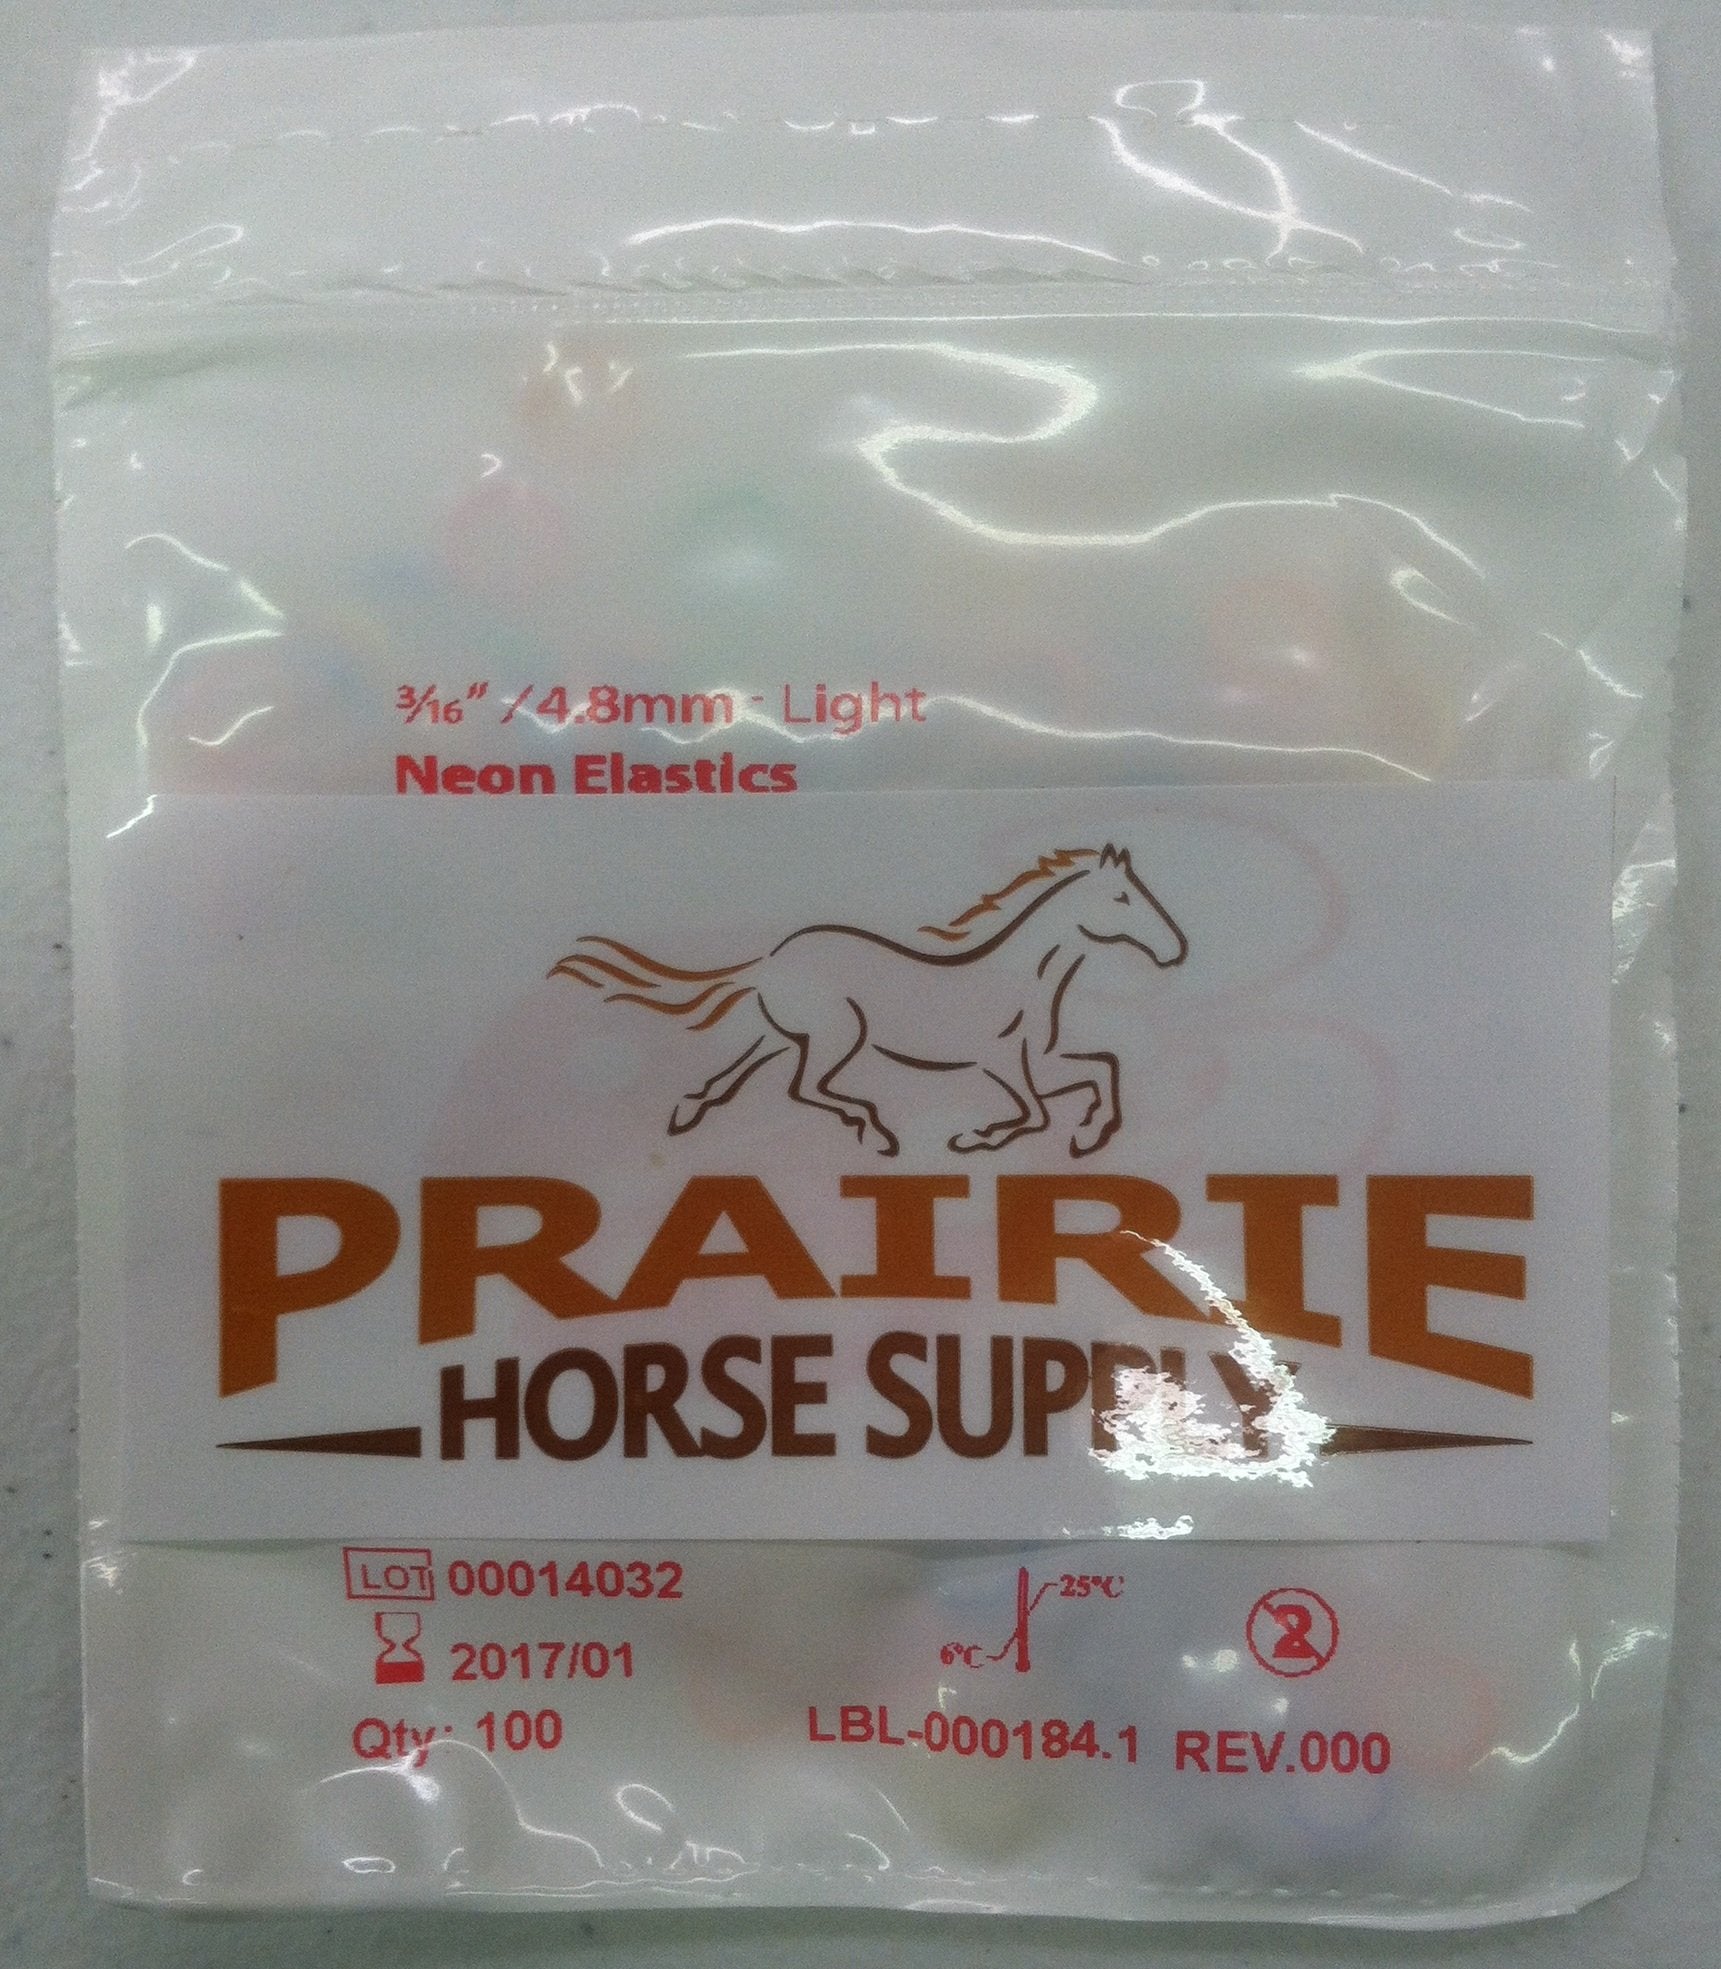 3/16" / 4.8mm - Light
Neon Elastics
PRAIRIE
HORSE SUPPLY
LOT 00014032
25°C
6°C
2
2017/01
Qty: 100
LBL-000184.1 REV.000